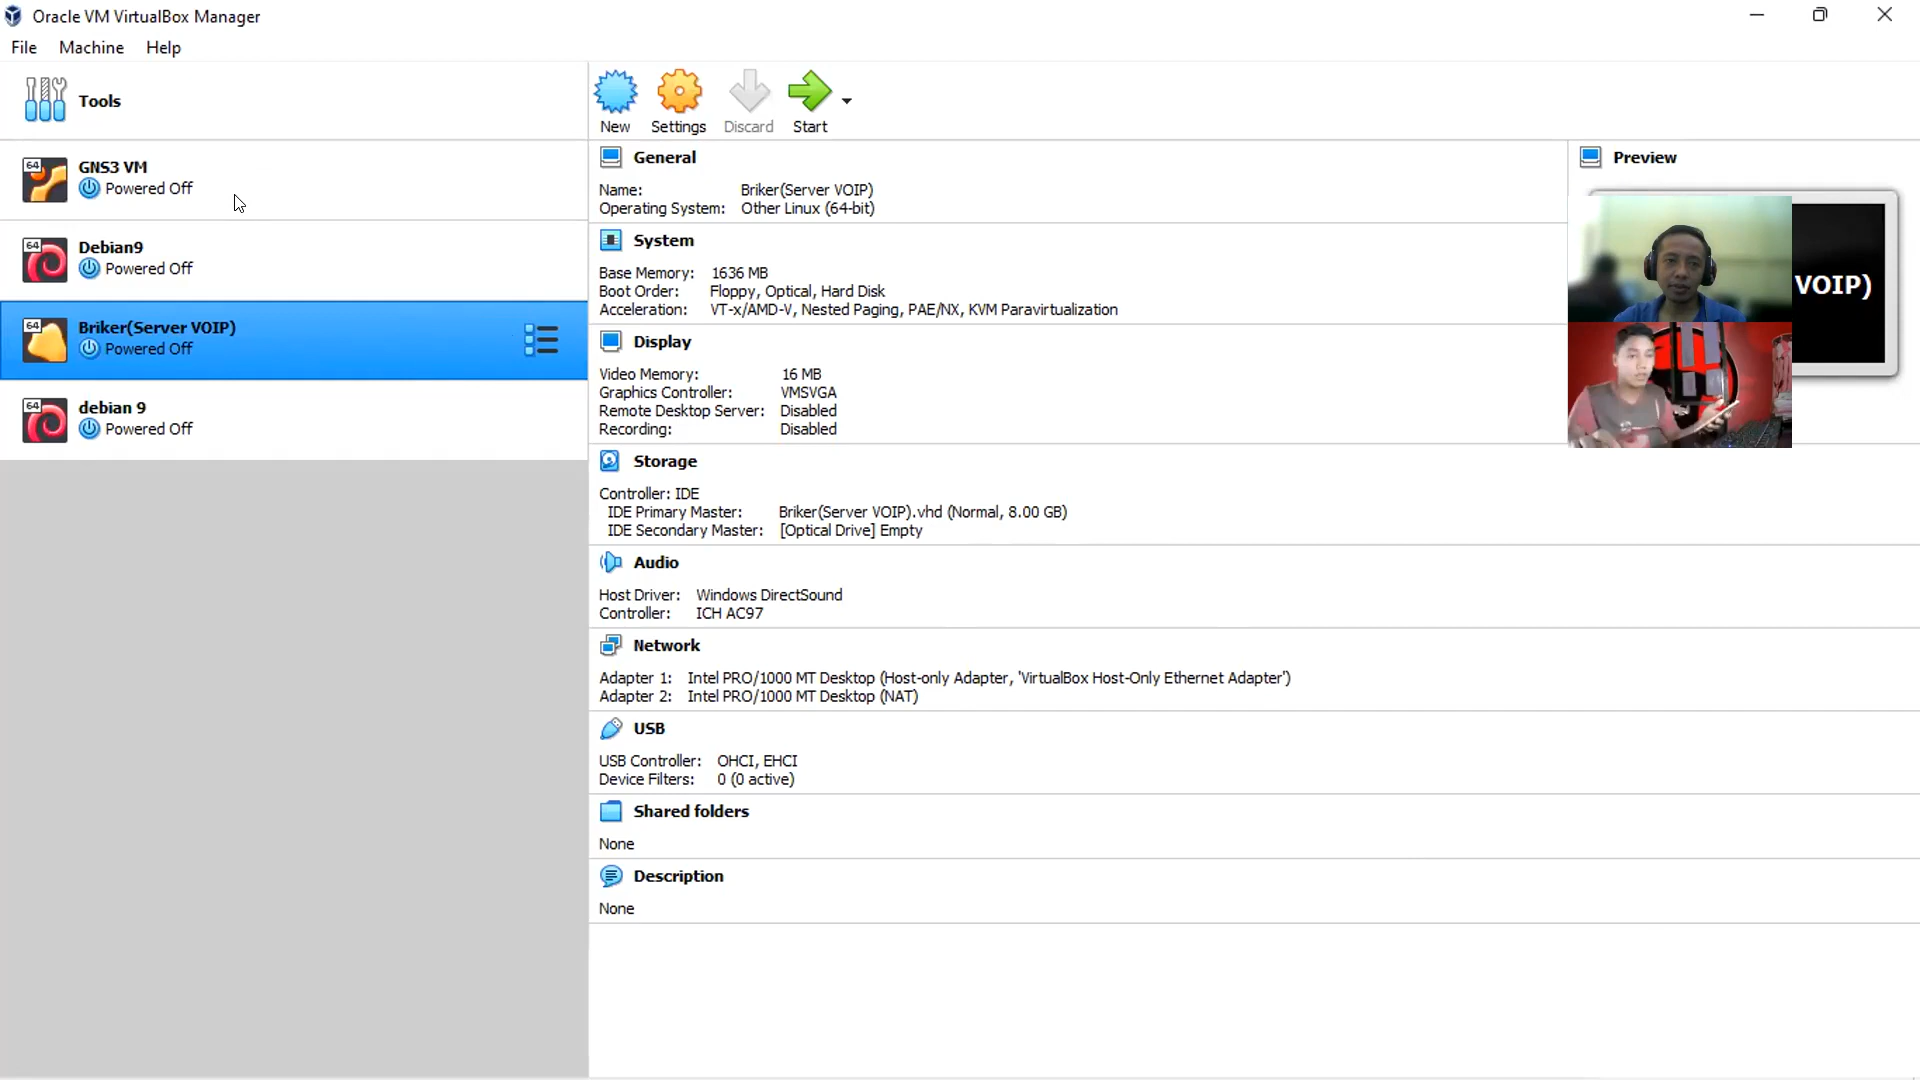 Oracle VM VirtualBox Manager
File Machine Help
Tools
New Settings Discard Start
64 GNS3 VM
Powered Off
64 Debian9
Powered Off
64 Briker(Server VOIP)
Powered Off
64 debian 9
Powered Off
General
Name: Briker(Server VOIP)
Operating System: Other Linux (64-bit)
System
Base Memory: 1636 MB
Boot Order: Floppy, Optical, Hard Disk
Acceleration: VT-x/AMD-V, Nested Paging, PAE/NX, KVM Paravirtualization
Display
Video Memory: 16 MB
Graphics Controller: VMSVGA
Remote Desktop Server: Disabled
Recording: Disabled
Storage
Controller: IDE
IDE Primary Master: Briker(Server VOIP).vhd (Normal, 8.00 GB)
IDE Secondary Master: [Optical Drive] Empty
Audio
Host Driver: Windows DirectSound
Controller: ICH AC97
Network
Adapter 1: Intel PRO/1000 MT Desktop (Host-only Adapter, 'VirtualBox Host-Only Ethernet Adapter')
Adapter 2: Intel PRO/1000 MT Desktop (NAT)
USB
USB Controller: OHCI, EHCI
Device Filters: 0 (0 active)
Shared folders
None
Description
None
Preview
VOIP)